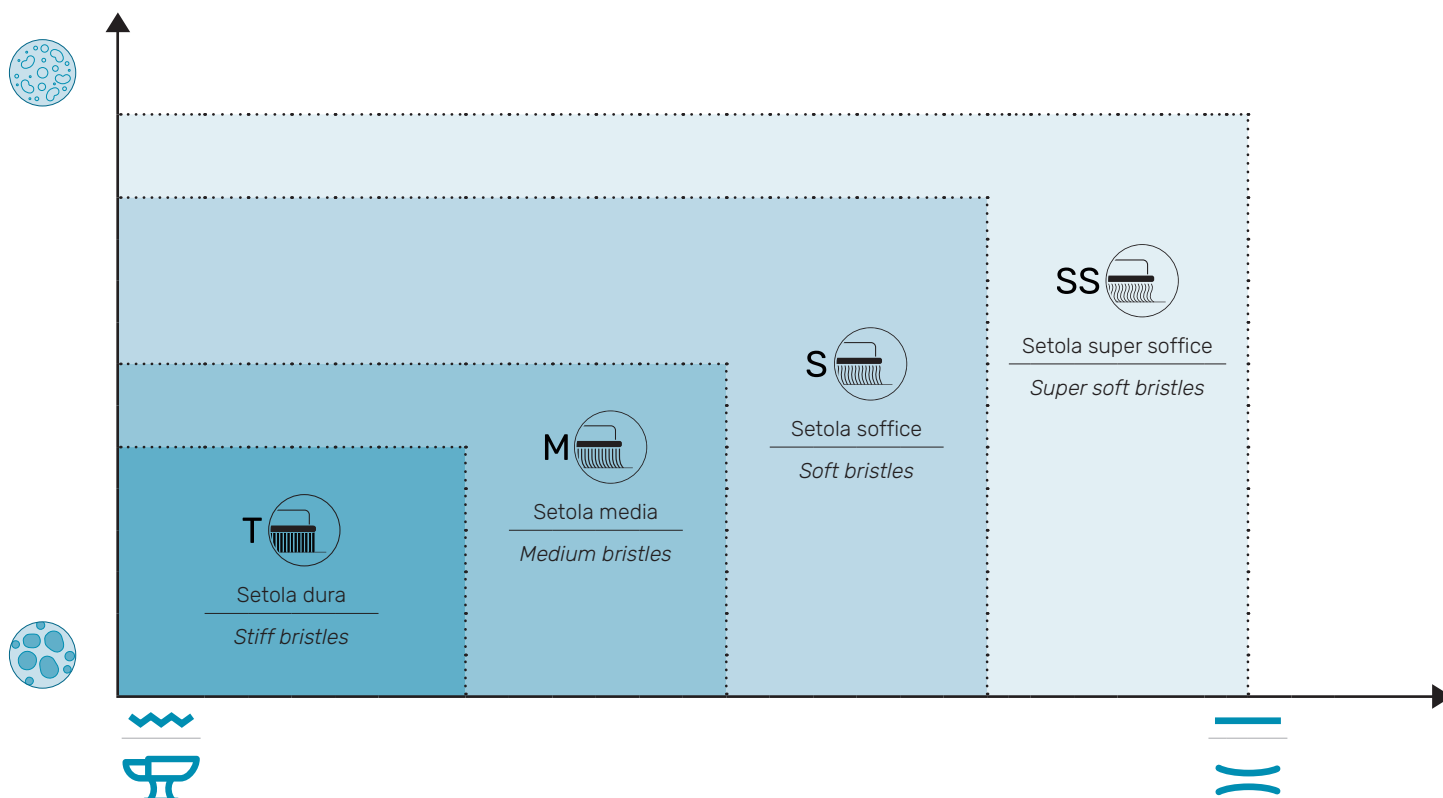 SS
Setola super soffice
Super soft bristles
S
Setola soffice
Soft bristles
M
Setola media
Medium bristles
T
Setola dura
Stiff bristles